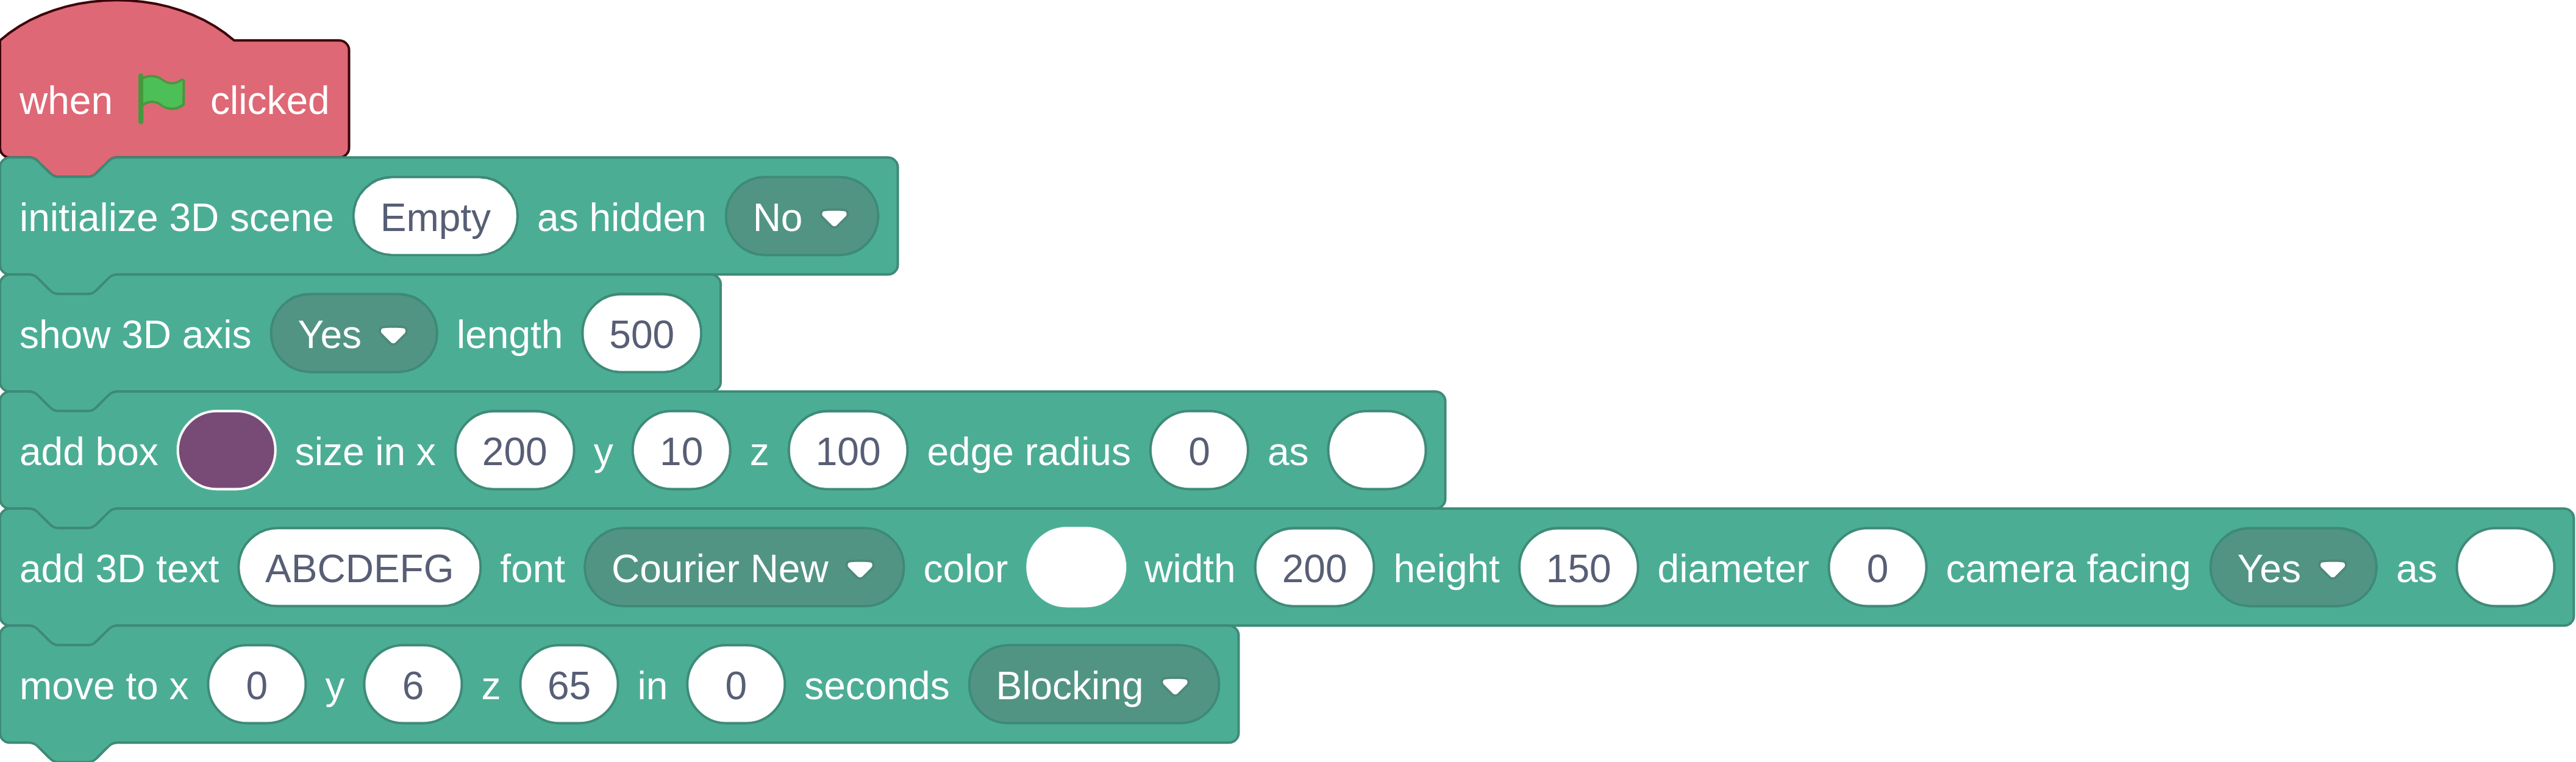 when clicked
initialize 3D scene Empty as hidden No
show 3D axis Yes length 500
add box size in x 200 y 10 z 100 edge radius 0 as
add 3D text ABCDEFG font Courier New color width 200 height 150 diameter 0 camera facing Yes as
move to x 0 y 6 z 65 in 0 seconds Blocking